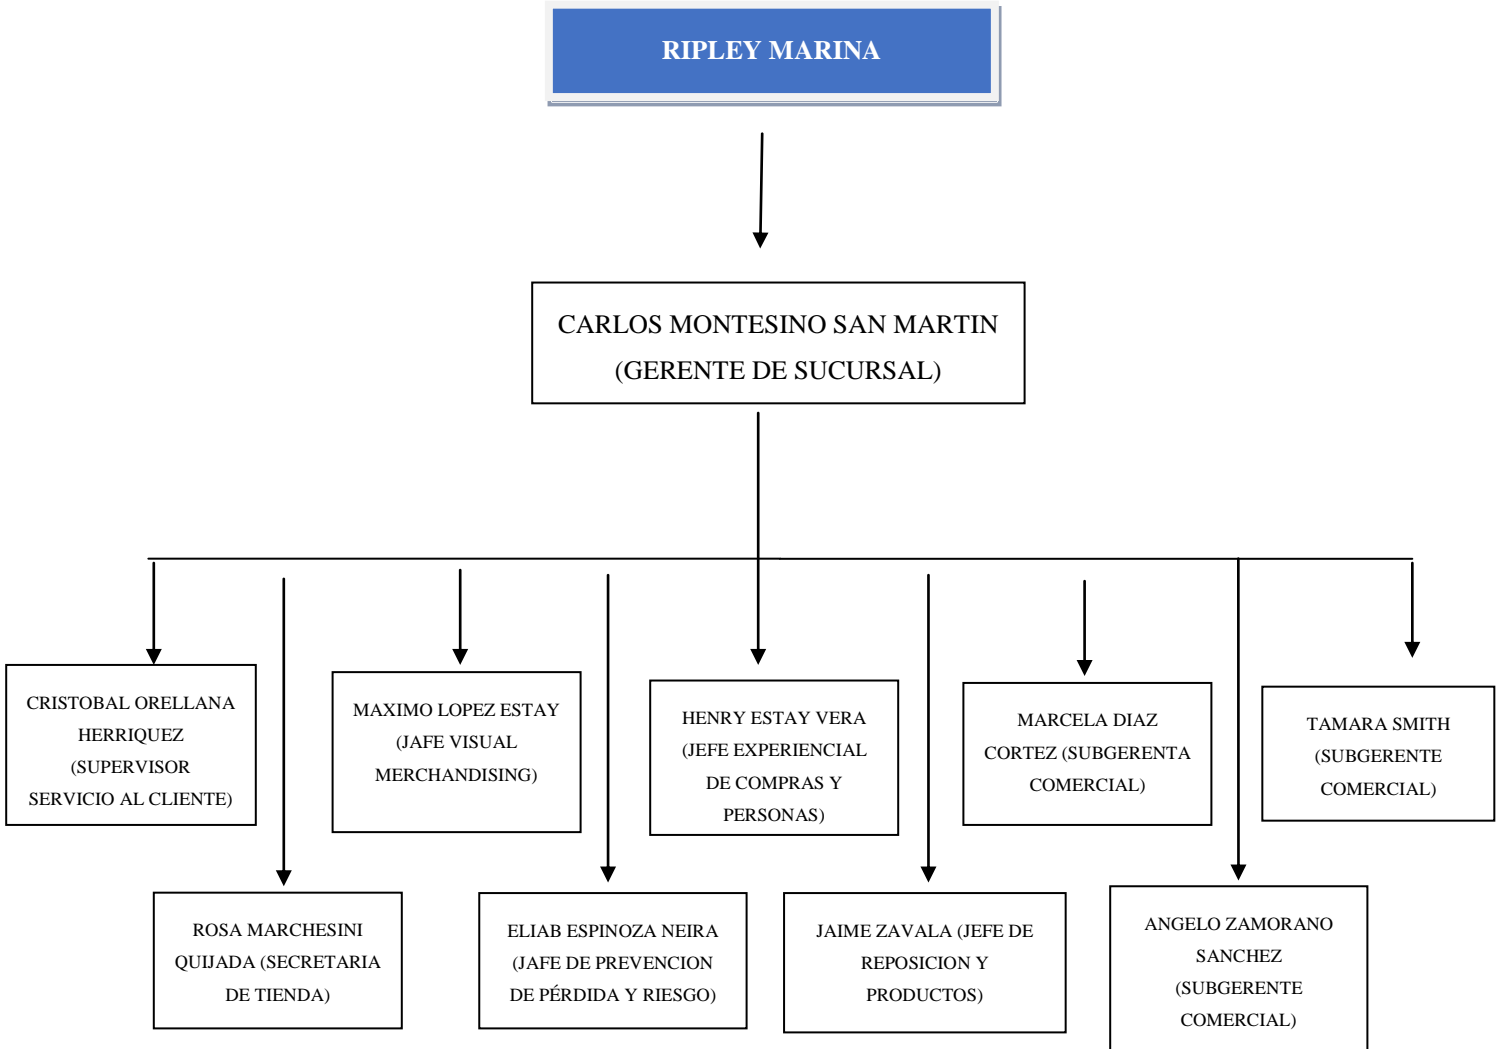 RIPLEY MARINA
CARLOS MONTESINO SAN MARTIN
(GERENTE DE SUCURSAL)
CRISTOBAL ORELLANA
HERRIQUEZ
(SUPERVISOR
SERVICIO AL CLIENTE)
MAXIMO LOPEZ ESTAY
(JAFE VISUAL
MERCHANDISING)
HENRY ESTAY VERA
(JEFE EXPERIENCIAL
DE COMPRAS Y
PERSONAS)
MARCELA DIAZ
CORTEZ (SUBGERENTA
COMERCIAL)
TAMARA SMITH
(SUBGERENTE
COMERCIAL)
ROSA MARCHESINI
QUIJADA (SECRETARIA
DE TIENDA)
ELIAB ESPINOZA NEIRA
(JAFE DE PREVENCION
DE PÉRDIDA Y RIESGO)
JAIME ZAVALA (JEFE DE
REPOSICION Y
PRODUCTOS)
ANGELO ZAMORANO
SANCHEZ
(SUBGERENTE
COMERCIAL)